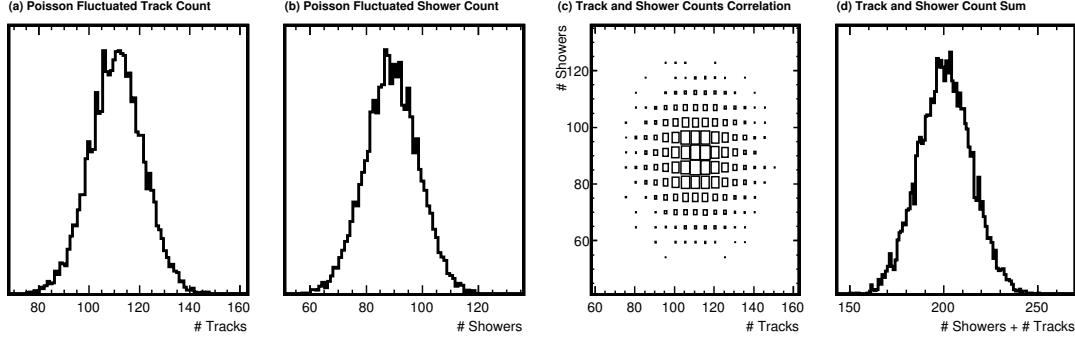 (a) Poisson Fluctuated Track Count
80 100 120 140 160
# Tracks
(b) Poisson Fluctuated Shower Count
60 80 100 120
# Showers
(c) Track and Shower Counts Correlation
# Showers
120
100
80
60
60 80 100 120 140 160
# Tracks
(d) Track and Shower Count Sum
150 200 250
# Showers + # Tracks